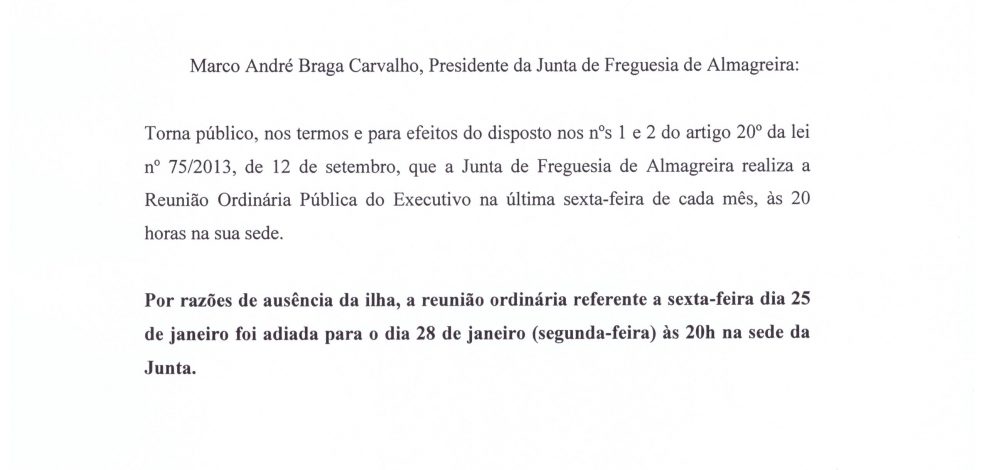 Marco André Braga Carvalho, Presidente da Junta de Freguesia de Almagreira:
Torna público, nos termos e para efeitos do disposto nos nºs 1 e 2 do artigo 20º da lei
nº 75/2013, de 12 de setembro, que a Junta de Freguesia de Almagreira realiza a
Reunião Ordinária Pública do Executivo na última sexta-feira de cada mês, às 20
horas na sua sede.
Por razões de ausência da ilha, a reunião ordinária referente a sexta-feira dia 25
de janeiro foi adiada para o dia 28 de janeiro (segunda-feira) às 20h na sede da
Junta.